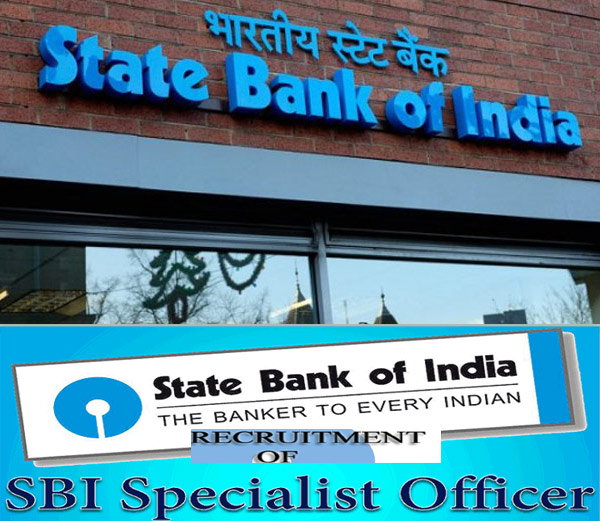 भारतीय स्टेट बैंक
State Bank of India
State Bank of India
THE BANKER TO EVERY INDIAN
RECRUITMENT
OF
SBI Specialist Officer